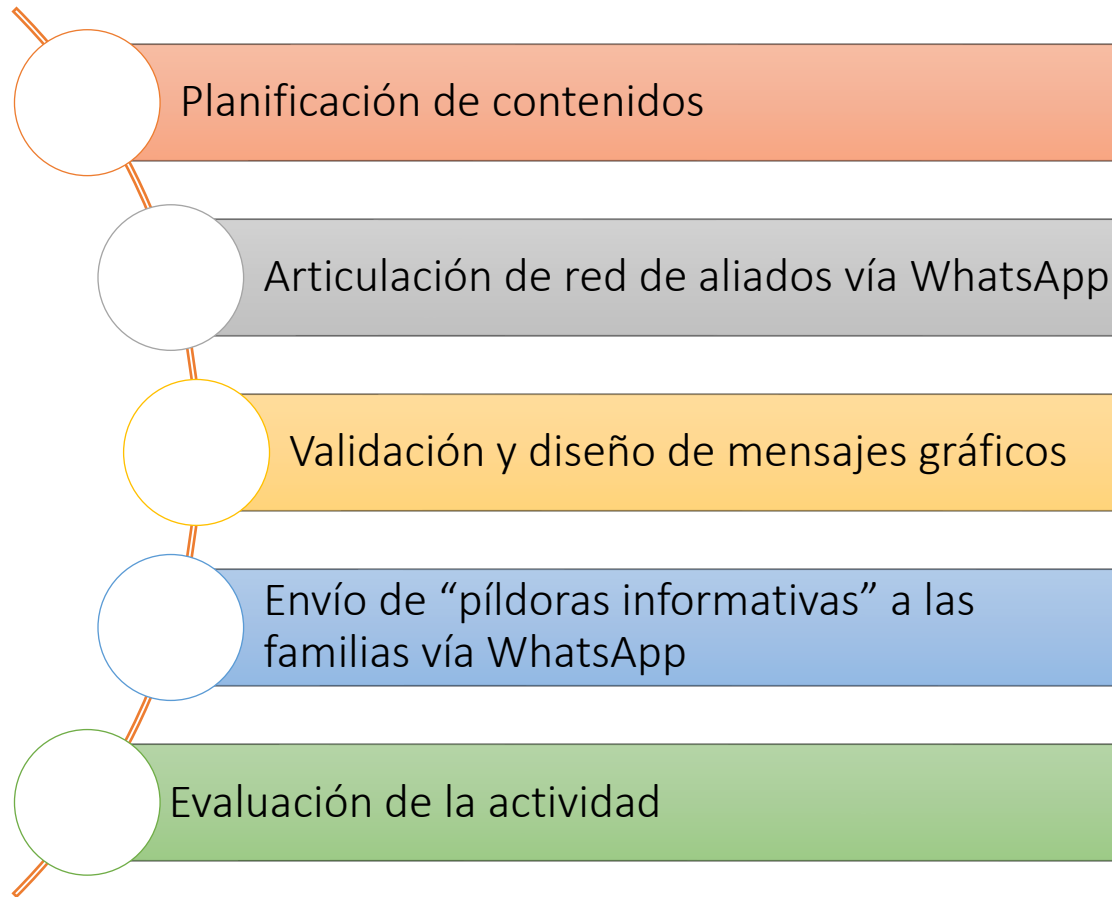 Planificación de contenidos
Articulación de red de aliados vía WhatsApp
Validación y diseño de mensajes gráficos
Envío de “píldoras informativas” a las
familias vía WhatsApp
Evaluación de la actividad